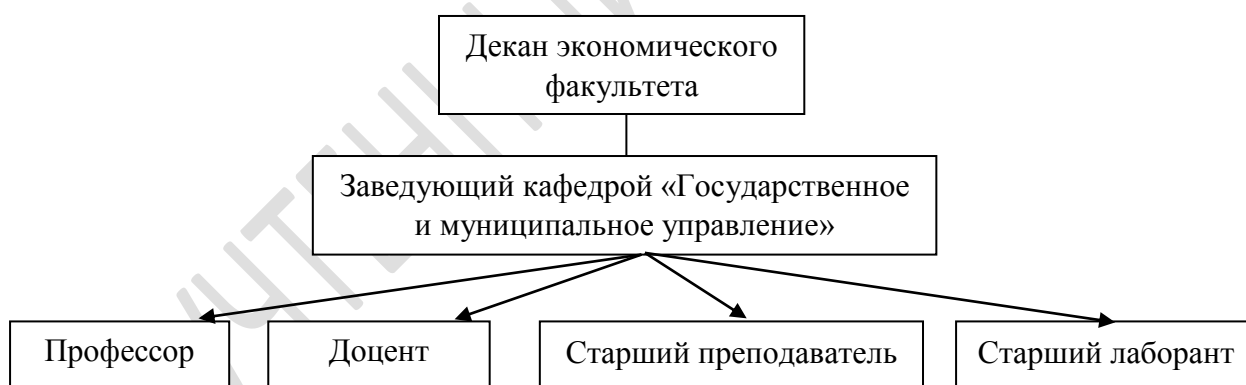 Декан экономического
факультета
Заведующий кафедрой «Государственное
и муниципальное управление»
Профессор
Доцент
Старший преподаватель
Старший лаборант